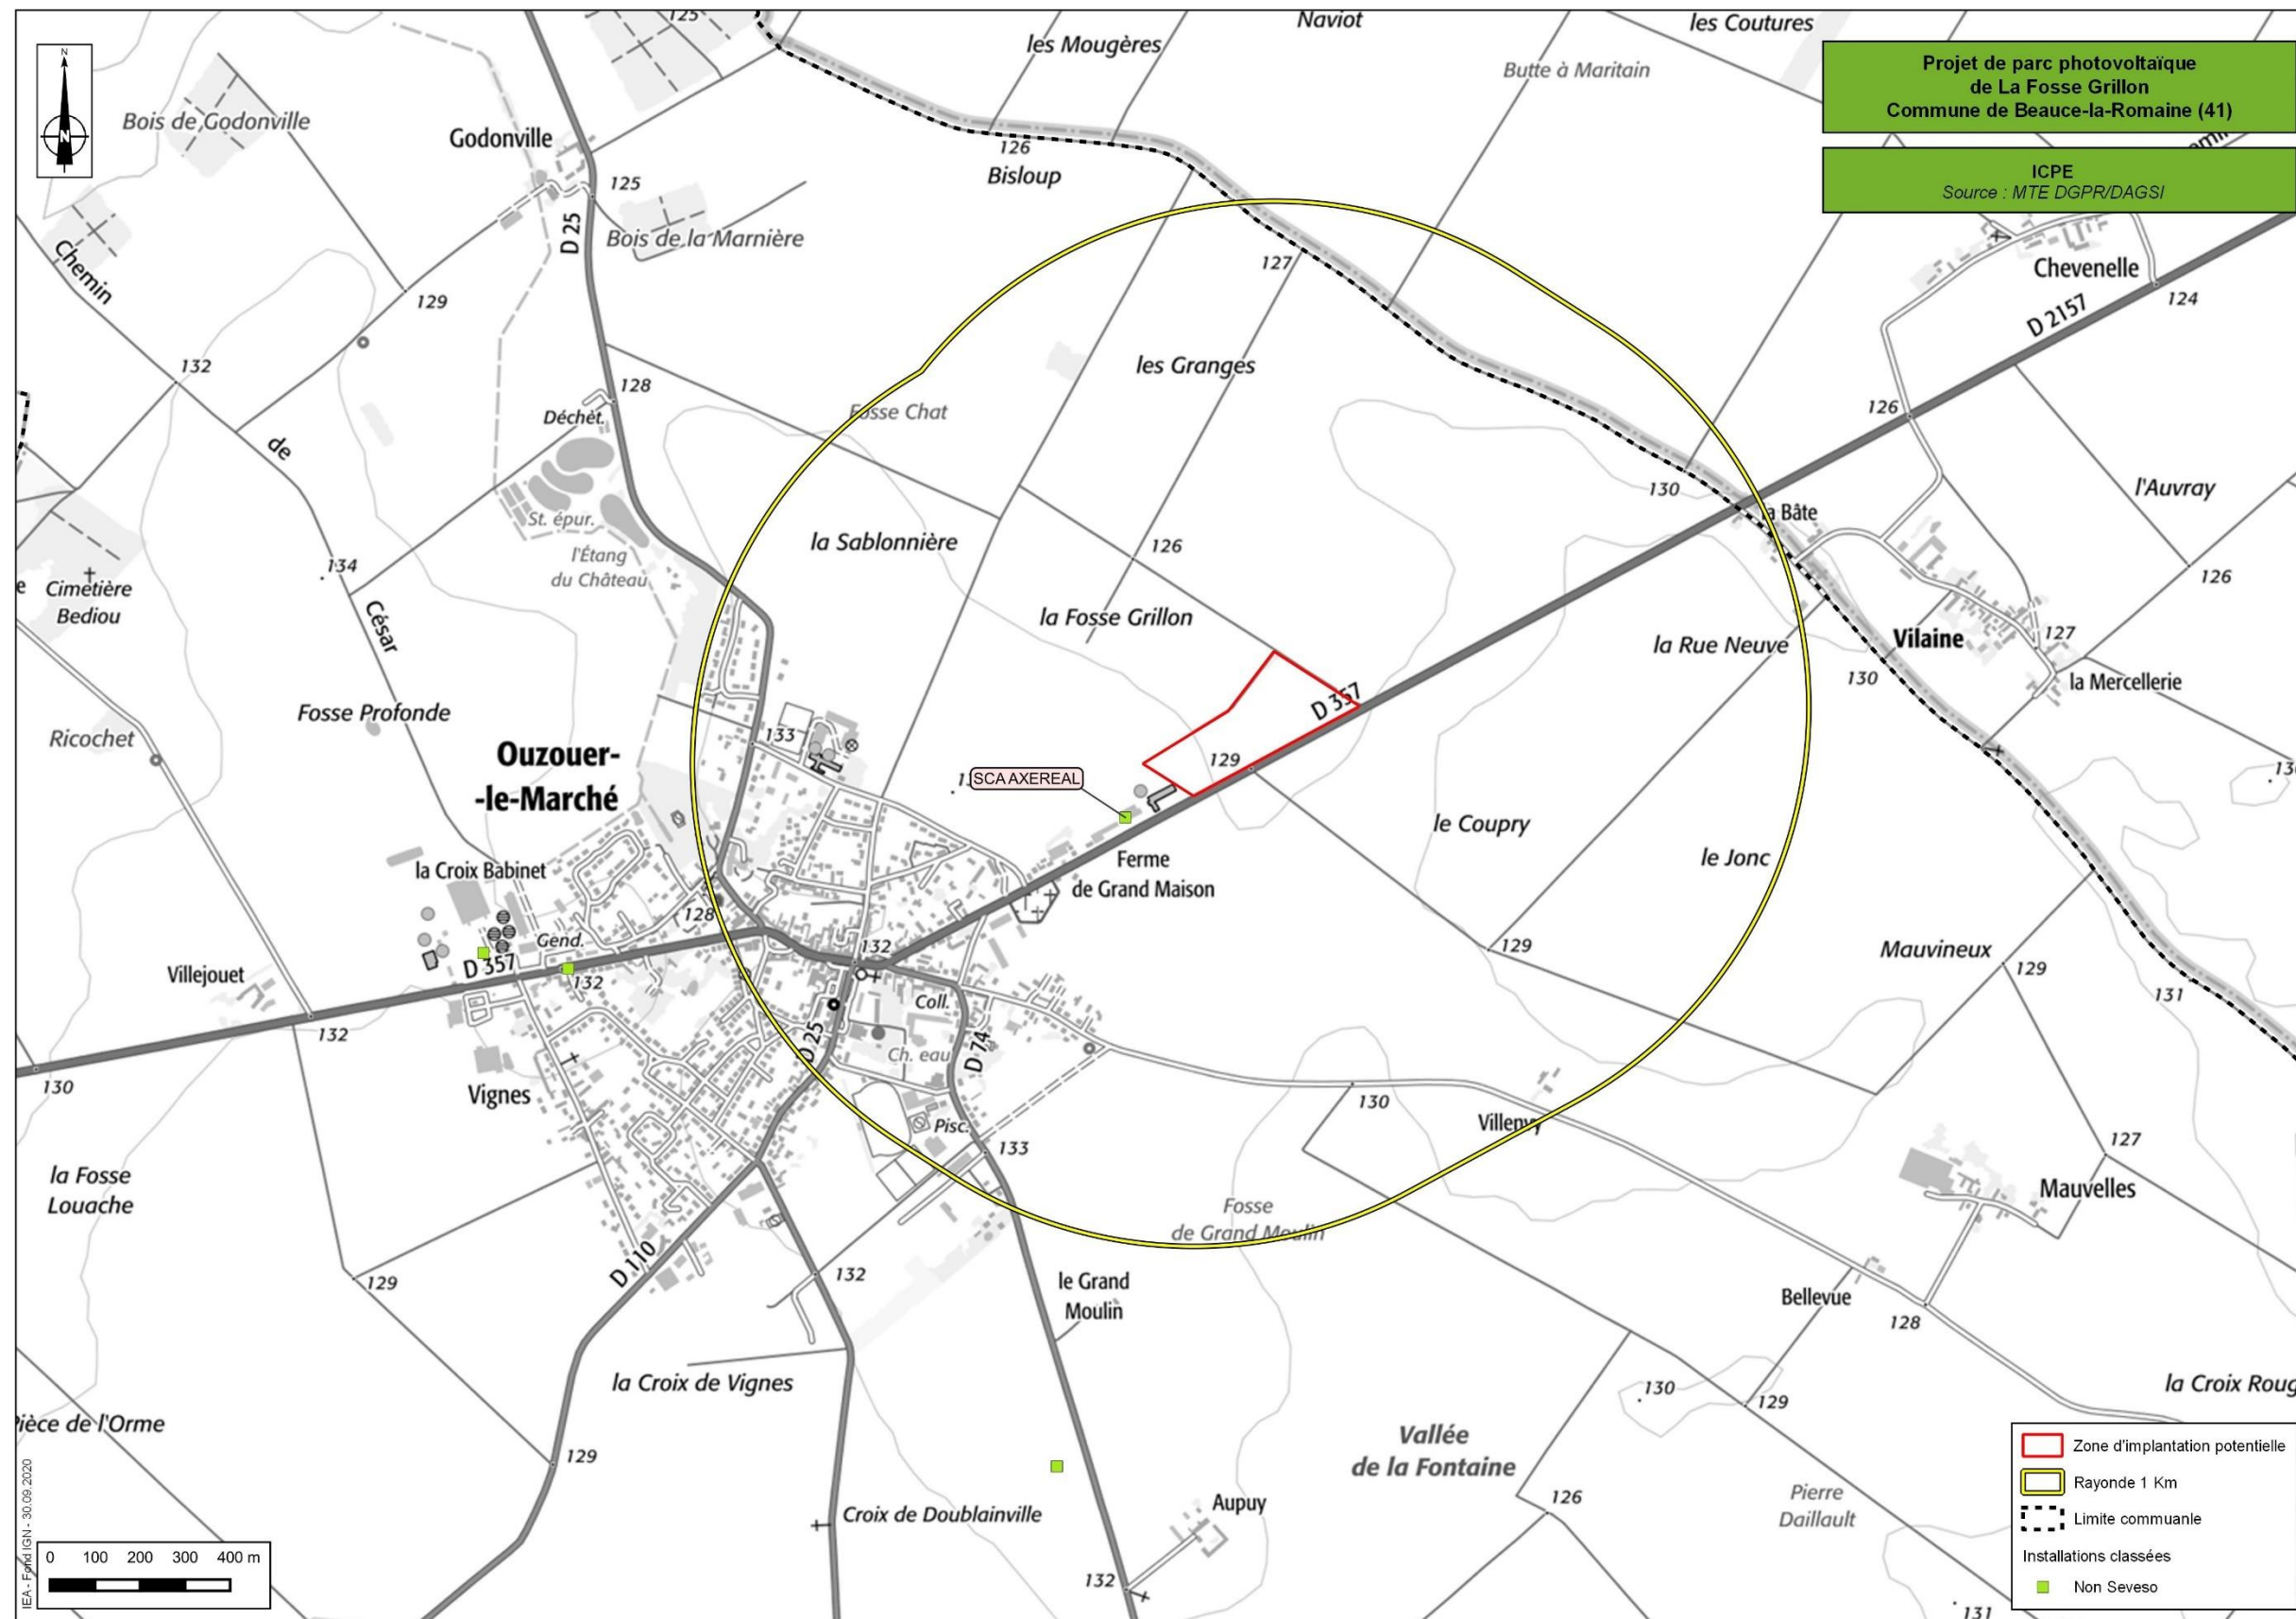 N
N
125
Naviot
les Coutures
les Mougères
Butte à Maritain
Projet de parc photovoltaïque
de La Fosse Grillon
Commune de Beauce-la-Romaine (41)
ICPE
Source : MTE DGPR/DAGSI
Bois de Godonville
Godonville
126
Bisloup
125
D 25
Bois de la Marnière
Chemin
127
Chevenelle
124
D 2157
129
132
les Granges
128
Déchèt.
Fosse Chat
126
de
130
l'Auvray
la Bâte
St. épur.
la Sablonnière
126
l'Étang
du Château
134
126
Cimetière
Bediou
César
la Fosse Grillon
la Rue Neuve
Vilaine
127
130
la Mercellerie
D 357
Fosse Profonde
Ricochet
133
Ouzouer-
-le-Marché
129
SCA AXEREAL
le Coupry
Ferme
de Grand Maison
le Jonc
la Croix Babinet
128
Gend.
132
129
Mauvineux
129
D 357
132
Villejouet
Coll.
131
132
D 25
D 74
Ch. eau
130
Vignes
130
Pisc.
Villenvy
133
127
la Fosse
Louache
Mauvelles
Fosse
de Grand Moulin
D 110
129
132
le Grand
Moulin
Bellevue
128
la Croix de Vignes
130
129
la Croix Roug
ièce de l'Orme
129
Vallée
de la Fontaine
126
Pierre
Daillault
Aupuy
Croix de Doublainville
132
131
Zone d'implantation potentielle
Rayonde 1 Km
Limite commuanle
Installations classées
Non Seveso
0 100 200 300 400 m
IEA - Fond IGN - 30.09.2020